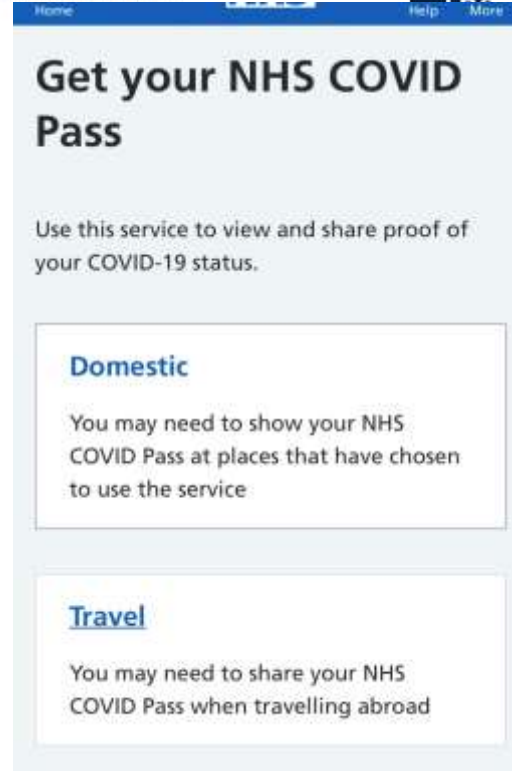 Home Help More
Get your NHS COVID
Pass
Use this service to view and share proof of
your COVID-19 status.
Domestic
You may need to show your NHS
COVID Pass at places that have chosen
to use the service
Travel
You may need to share your NHS
COVID Pass when travelling abroad